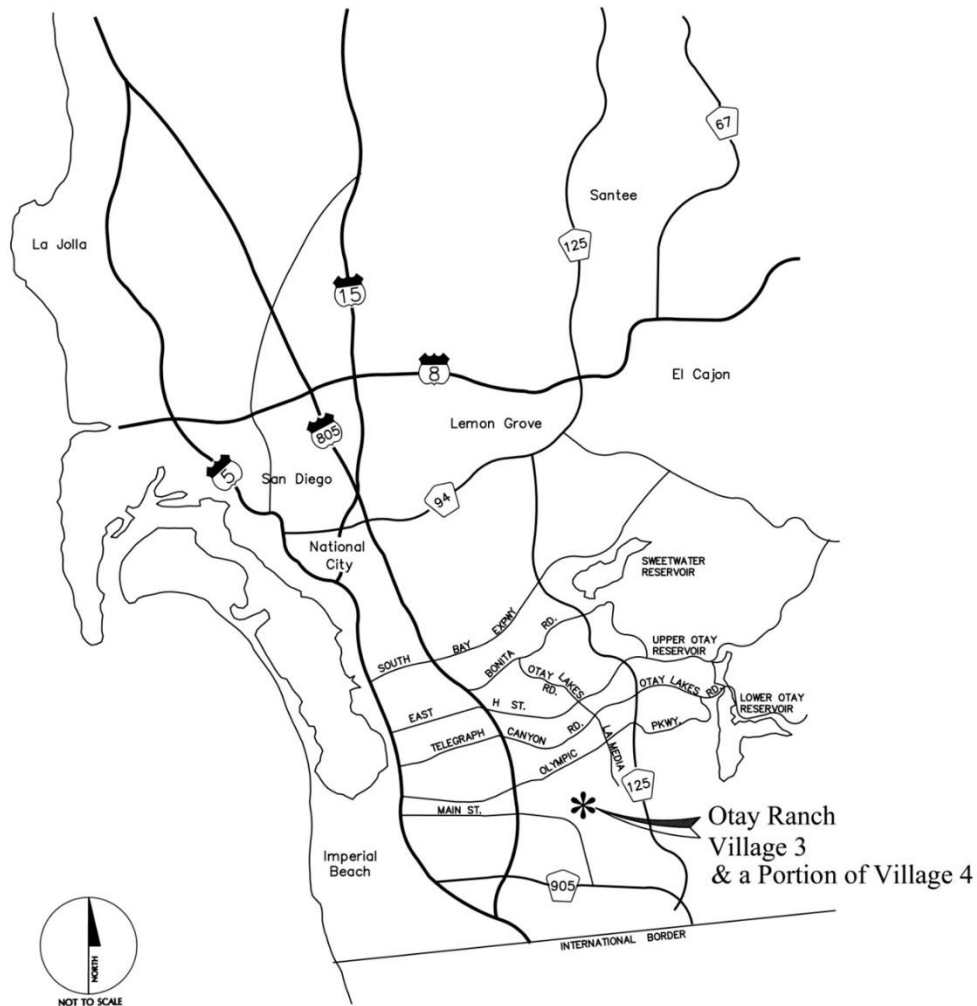 67
Santee
La Jolla
125
15
8
El Cajon
Lemon Grove
805
5
San Diego
94
National
City
SWEETWATER
RESERVOIR
SOUTH BAY EXPWY
BONITA RD.
UPPER OTAY
RESERVOIR
OTAY LAKES
RD.
OTAY LAKES RD.
LOWER OTAY
RESERVOIR
EAST H ST.
TELEGRAPH CANYON RD.
OLYMPIC PKWY.
LA MEDIA
125
MAIN ST.
Otay Ranch
Village 3
& a Portion of Village 4
Imperial
Beach
905
INTERNATIONAL BORDER
NORTH
NOT TO SCALE